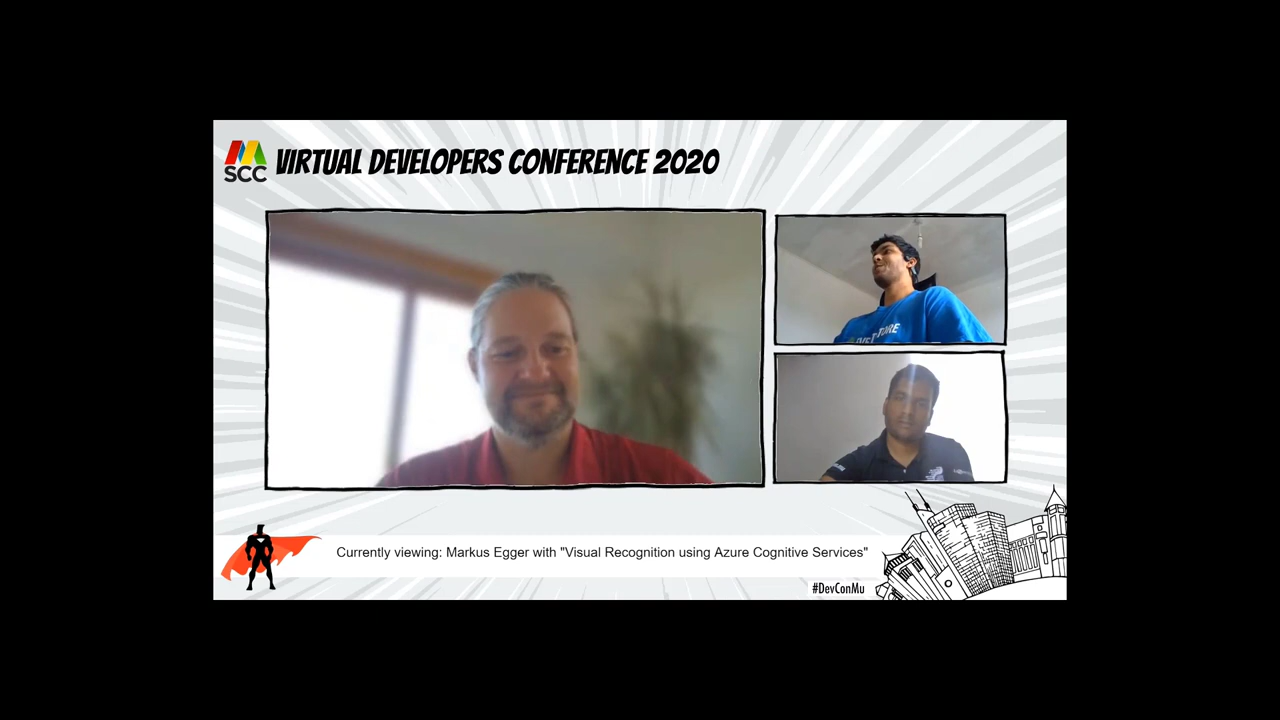 SCC
VIRTUAL DEVELOPERS CONFERENCE 2020
Currently viewing: Markus Egger with "Visual Recognition using Azure Cognitive Services"
#DevConMu